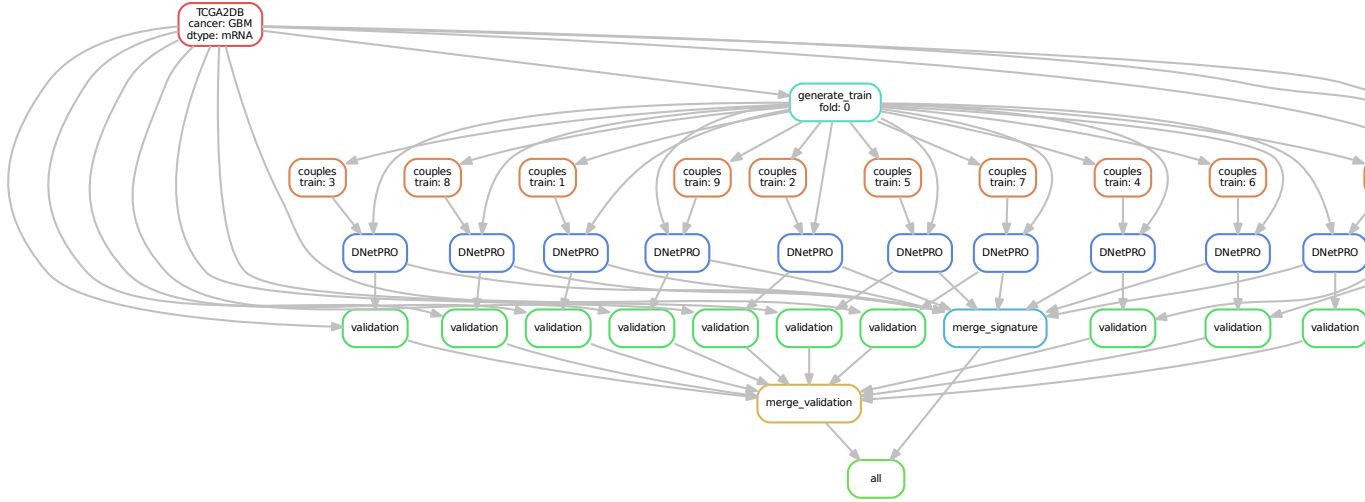 TCGA2DB
cancer: GBM
dtype: mRNA
generate_train
fold: 0
couples
train: 3
couples
train: 8
couples
train: 1
couples
train: 9
couples
train: 2
couples
train: 5
couples
train: 7
couples
train: 4
couples
train: 6
DNetPRO
DNetPRO
DNetPRO
DNetPRO
DNetPRO
DNetPRO
DNetPRO
DNetPRO
DNetPRO
DNetPRO
validation
validation
validation
validation
validation
validation
validation
merge_signature
validation
validation
validation
merge_validation
all